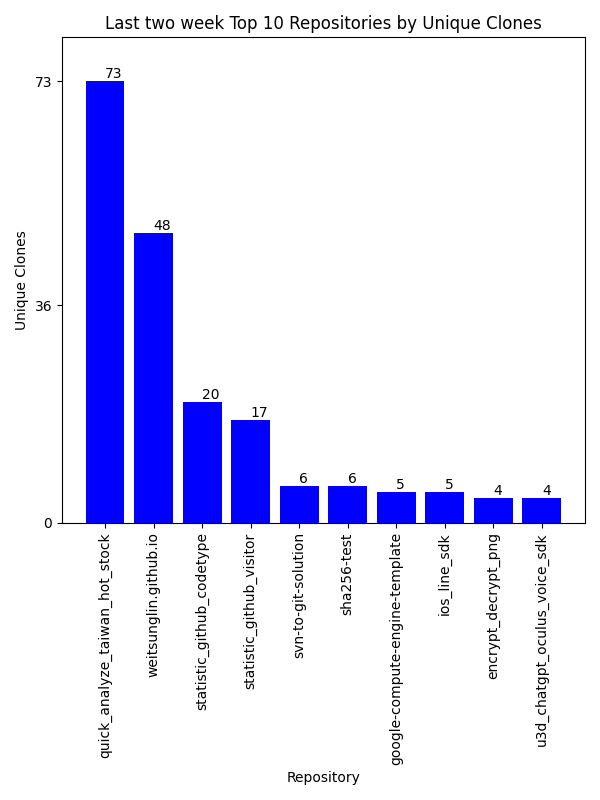 Last two week Top 10 Repositories by Unique Clones
Unique Clones
73
36
0
73
48
20
17
6
6
5
5
4
4
quick_analyze_taiwan_hot_stock
weitsunglin.github.io
statistic_github_codetype
statistic_github_visitor
svn-to-git-solution
sha256-test
google-compute-engine-template
ios_line_sdk
encrypt_decrypt_png
u3d_chatgpt_oculus_voice_sdk
Repository